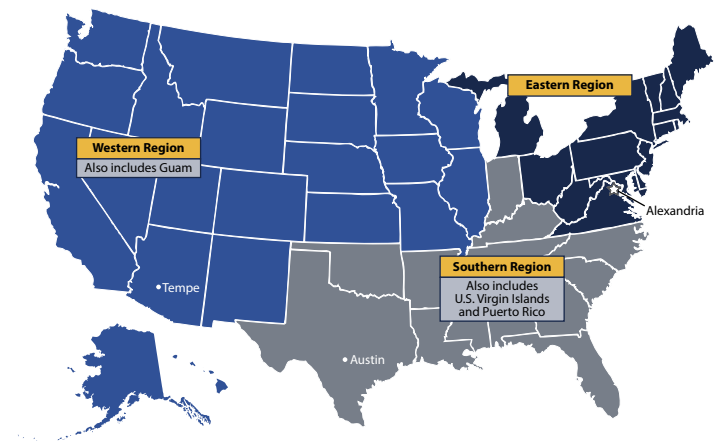 Eastern Region
Western Region
Also includes Guam
Alexandria
Southern Region
Also includes
U.S. Virgin Islands
and Puerto Rico
Tempe
Austin